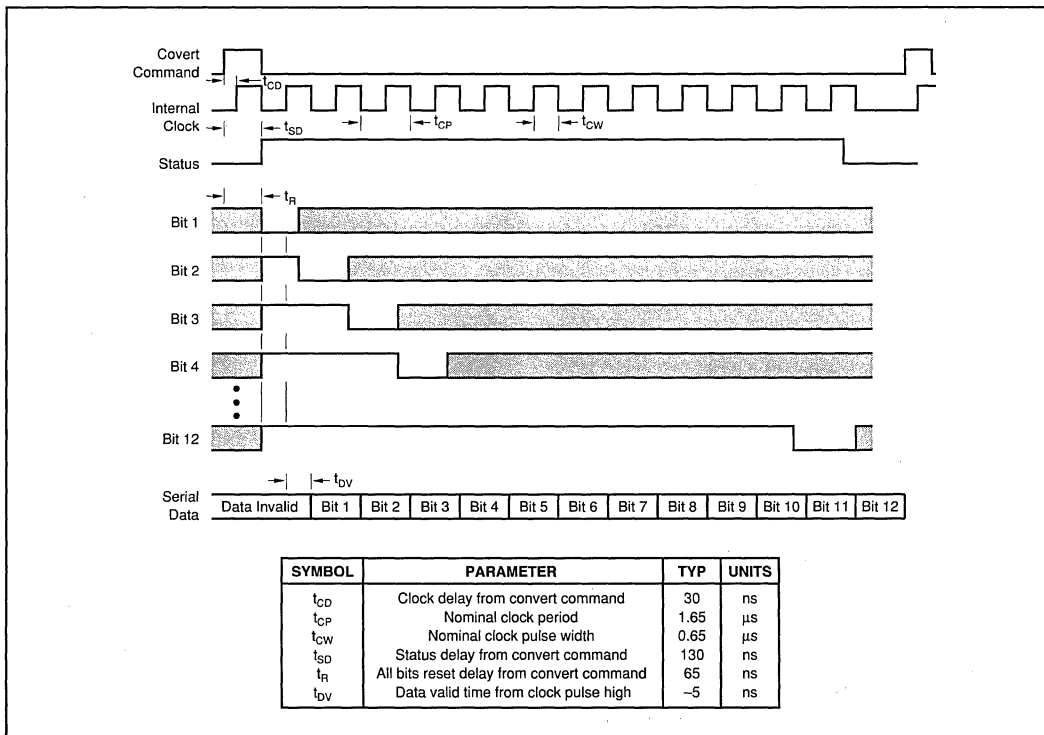 Covert
Command
t_CD
Internal
Clock
t_CP
t_CW
t_SD
Status
t_R
Bit 1
Bit 2
Bit 3
Bit 4
Bit 12
t_DV
Serial
Data
Data Invalid Bit 1 Bit 2 Bit 3 Bit 4 Bit 5 Bit 6 Bit 7 Bit 8 Bit 9 Bit 10 Bit 11 Bit 12
SYMBOL PARAMETER TYP UNITS
t_CD Clock delay from convert command 30 ns
t_CP Nominal clock period 1.65 μs
t_CW Nominal clock pulse width 0.65 μs
t_SD Status delay from convert command 130 ns
t_R All bits reset delay from convert command 65 ns
t_DV Data valid time from clock pulse high –5 ns